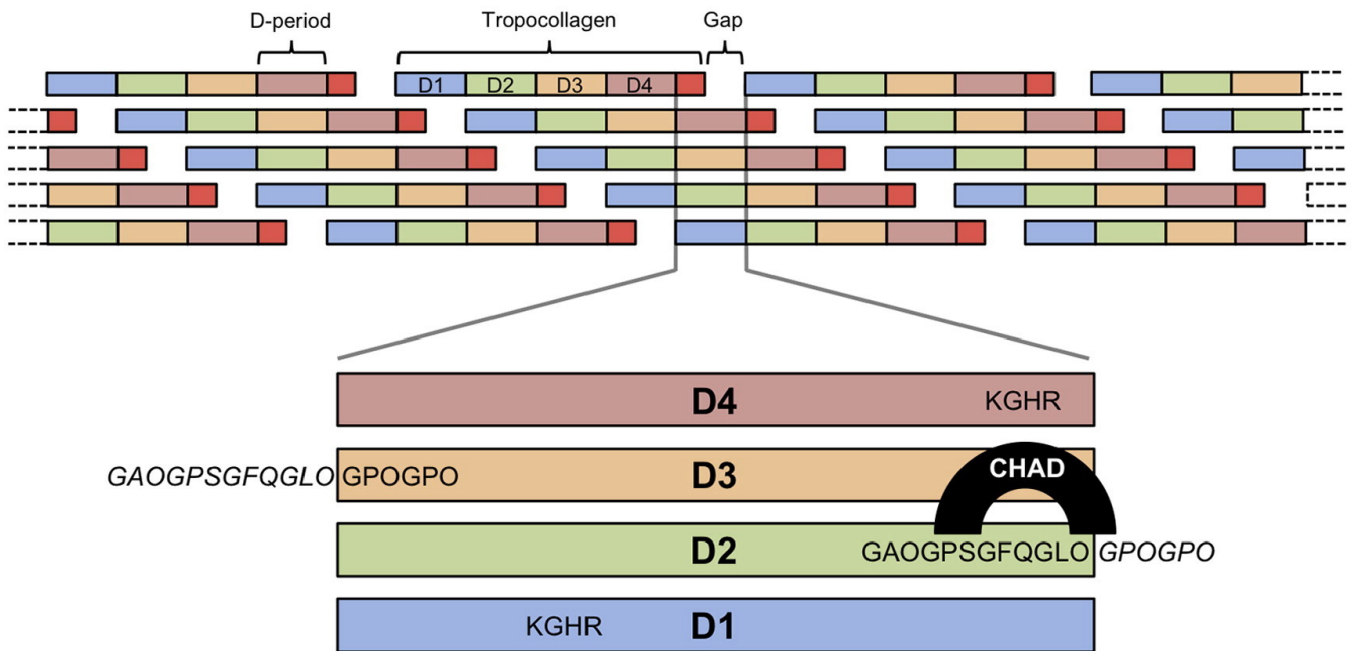 D-period Tropocollagen Gap
D1 D2 D3 D4
D4 KGHR
CHAD
GAOGPSGFQGLO GPOGPO D3
D2 GAOGPSGFQGLO GPOGPO
KGHR D1